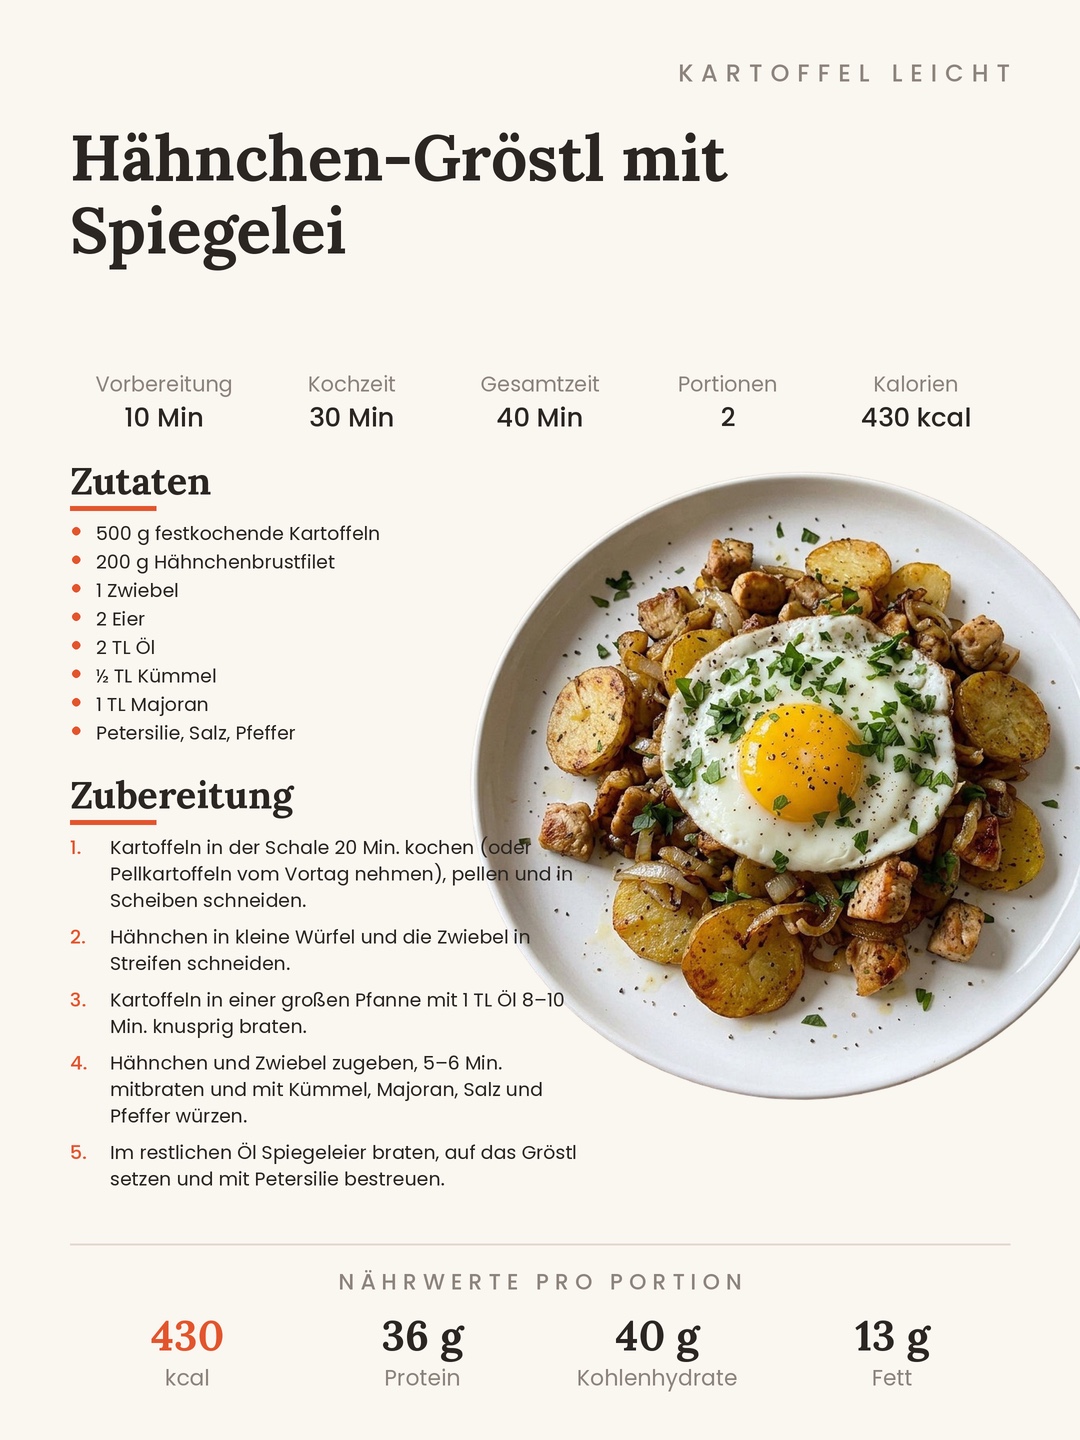 KARTOFFEL LEICHT
Hähnchen-Gröstl mit
Spiegelei
Vorbereitung Kochzeit Gesamtzeit Portionen Kalorien
10 Min 30 Min 40 Min 2 430 kcal
Zutaten
• 500 g festkochende Kartoffeln
• 200 g Hähnchenbrustfilet
• 1 Zwiebel
• 2 Eier
• 2 TL Öl
• ½ TL Kümmel
• 1 TL Majoran
• Petersilie, Salz, Pfeffer
Zubereitung
1. Kartoffeln in der Schale 20 Min. kochen (oder
Pellkartoffeln vom Vortag nehmen), pellen und in
Scheiben schneiden.
2. Hähnchen in kleine Würfel und die Zwiebel in
Streifen schneiden.
3. Kartoffeln in einer großen Pfanne mit 1 TL Öl 8–10
Min. knusprig braten.
4. Hähnchen und Zwiebel zugeben, 5–6 Min.
mitbraten und mit Kümmel, Majoran, Salz und
Pfeffer würzen.
5. Im restlichen Öl Spiegeleier braten, auf das Gröstl
setzen und mit Petersilie bestreuen.
NÄHRWERTE PRO PORTION
430 36 g 40 g 13 g
kcal Protein Kohlenhydrate Fett